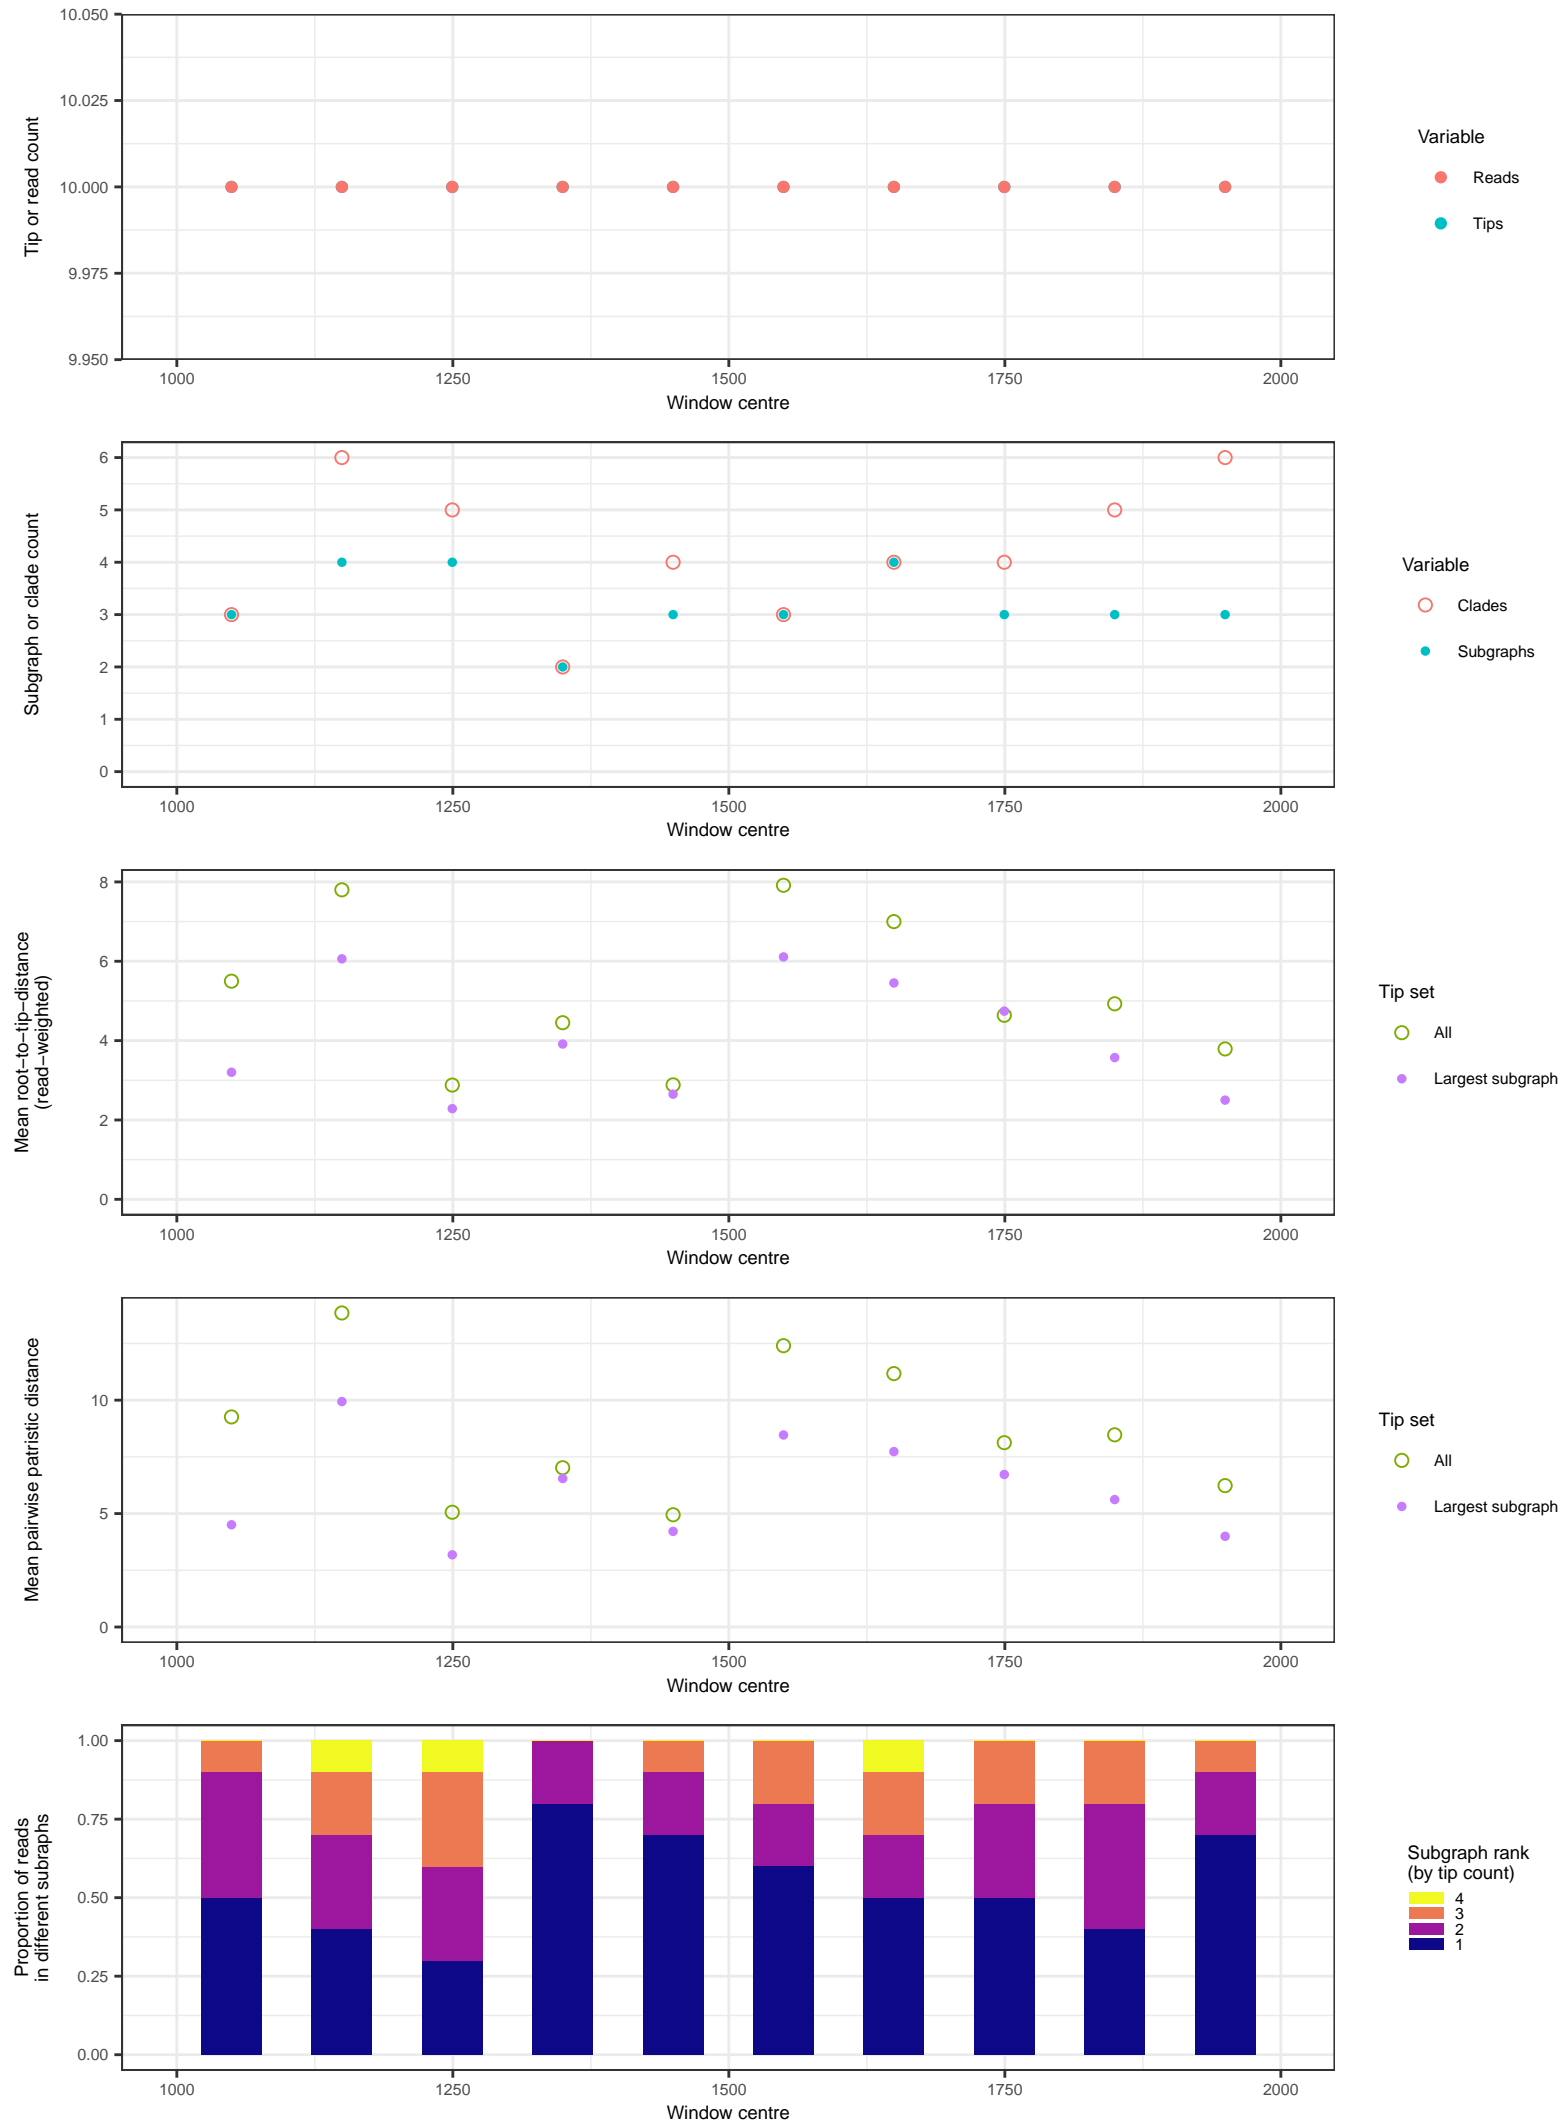 10.050
10.025
10.000
9.975
9.950
Tip or read count
1000 1250 1500 1750 2000
Window centre
Variable
Reads
Tips
6
5
4
3
2
1
0
Subgraph or clade count
1000 1250 1500 1750 2000
Window centre
Variable
Clades
Subgraphs
8
6
4
2
0
Mean root−to−tip−distance
(read−weighted)
1000 1250 1500 1750 2000
Window centre
Tip set
All
Largest subgraph
10
5
0
Mean pairwise patristic distance
1000 1250 1500 1750 2000
Window centre
Tip set
All
Largest subgraph
1.00
0.75
0.50
0.25
0.00
Proportion of reads
in different subraphs
1000 1250 1500 1750 2000
Window centre
Subgraph rank
(by tip count)
4
3
2
1